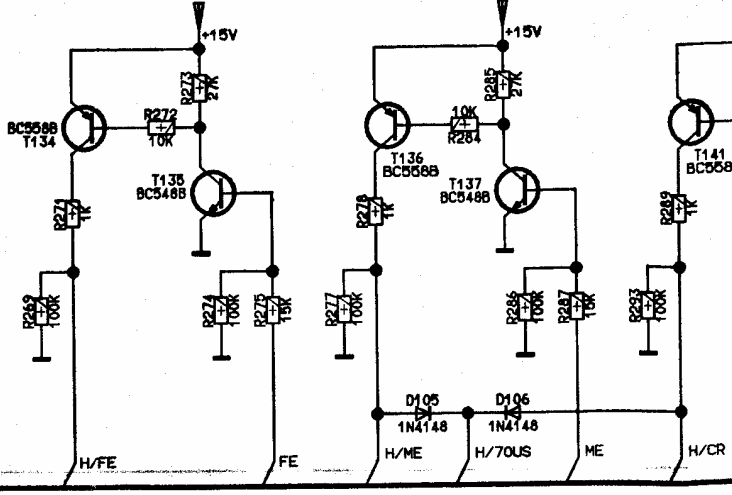 +15V
+15V
R273
27K
R285
27K
BC558B
T134
R272
10K
10K
R284
T136
BC558B
T141
BC558
T135
BC548B
T137
BC548B
R271
1K
R278
1K
R289
1K
R269
100K
R274
100K
R275
15K
R277
100K
R286
100K
R287
15K
R293
100K
D105
1N4148
D106
1N4148
H/FE
FE
H/ME
H/70US
ME
H/CR